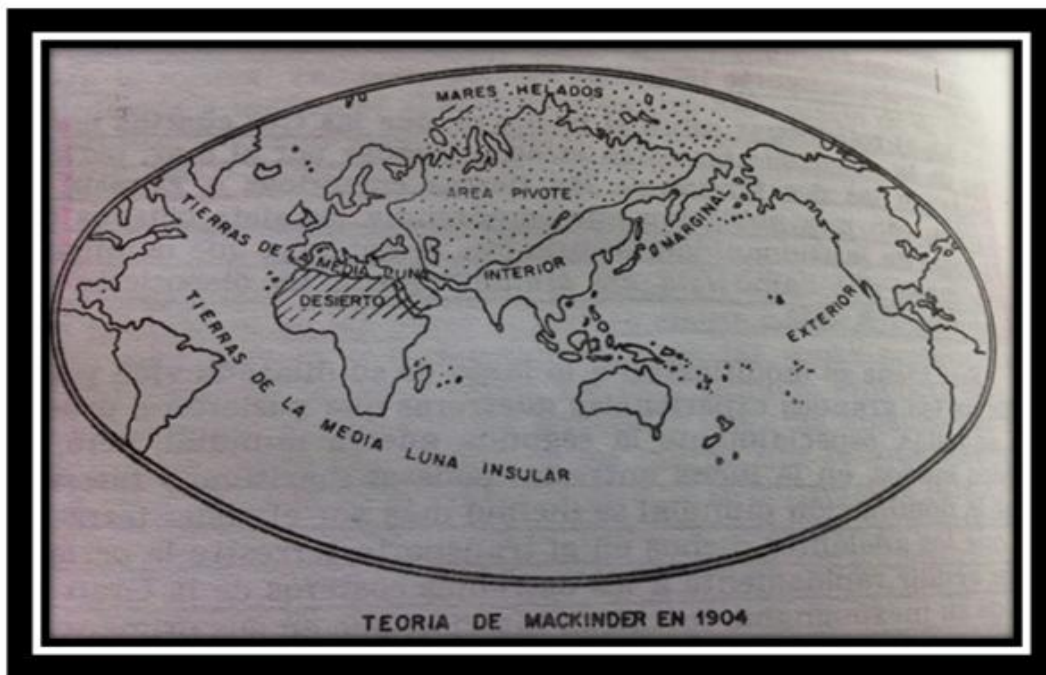 MARES HELADOS
AREA PIVOTE
TIERRAS DE LA MEDIA LUNA INTERIOR MARGINAL
DESIERTO
TIERRAS DE LA MEDIA LUNA INSULAR EXTERIOR
TEORIA DE MACKINDER EN 1904